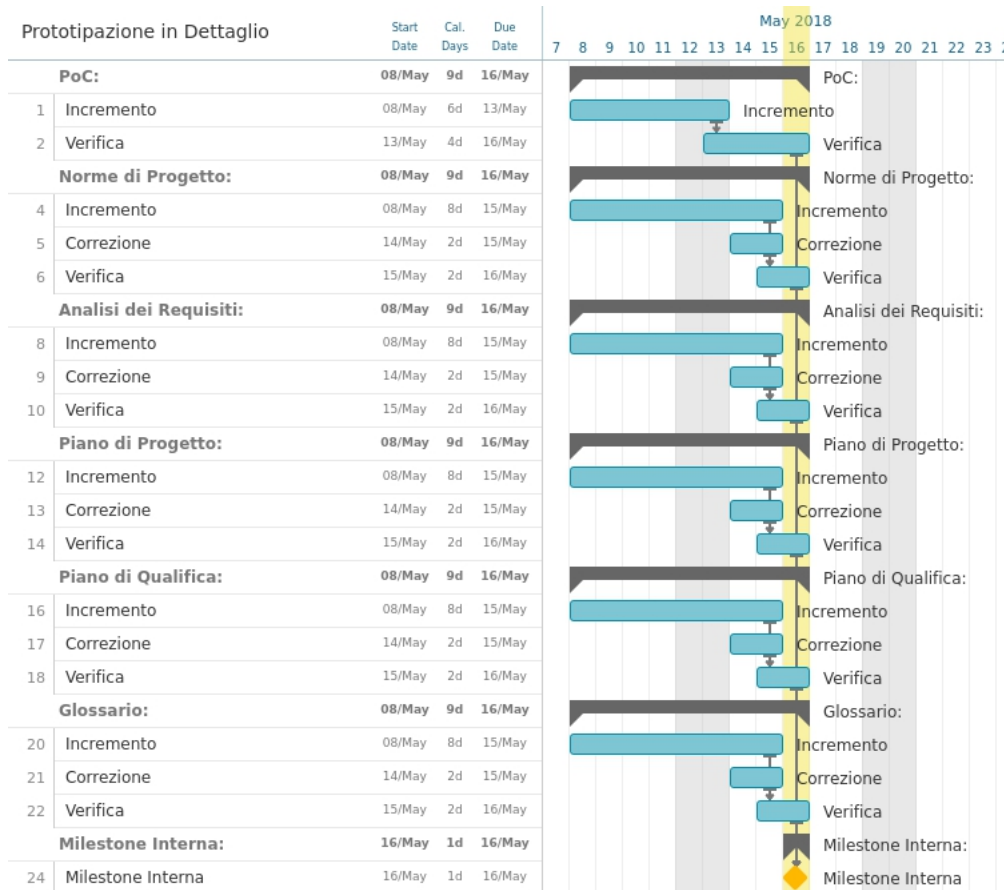 Prototipazione in Dettaglio Start Date Cal. Days Due Date May 2018
7 8 9 10 11 12 13 14 15 16 17 18 19 20 21 22 23
PoC: 08/May 9d 16/May PoC:
1 Incremento 08/May 6d 13/May Incremento
2 Verifica 13/May 4d 16/May Verifica
Norme di Progetto: 08/May 9d 16/May Norme di Progetto:
4 Incremento 08/May 8d 15/May Incremento
5 Correzione 14/May 2d 15/May Correzione
6 Verifica 15/May 2d 16/May Verifica
Analisi dei Requisiti: 08/May 9d 16/May Analisi dei Requisiti:
8 Incremento 08/May 8d 15/May Incremento
9 Correzione 14/May 2d 15/May Correzione
10 Verifica 15/May 2d 16/May Verifica
Piano di Progetto: 08/May 9d 16/May Piano di Progetto:
12 Incremento 08/May 8d 15/May Incremento
13 Correzione 14/May 2d 15/May Correzione
14 Verifica 15/May 2d 16/May Verifica
Piano di Qualifica: 08/May 9d 16/May Piano di Qualifica:
16 Incremento 08/May 8d 15/May Incremento
17 Correzione 14/May 2d 15/May Correzione
18 Verifica 15/May 2d 16/May Verifica
Glossario: 08/May 9d 16/May Glossario:
20 Incremento 08/May 8d 15/May Incremento
21 Correzione 14/May 2d 15/May Correzione
22 Verifica 15/May 2d 16/May Verifica
Milestone Interna: 16/May 1d 16/May Milestone Interna:
24 Milestone Interna 16/May 1d 16/May Milestone Interna